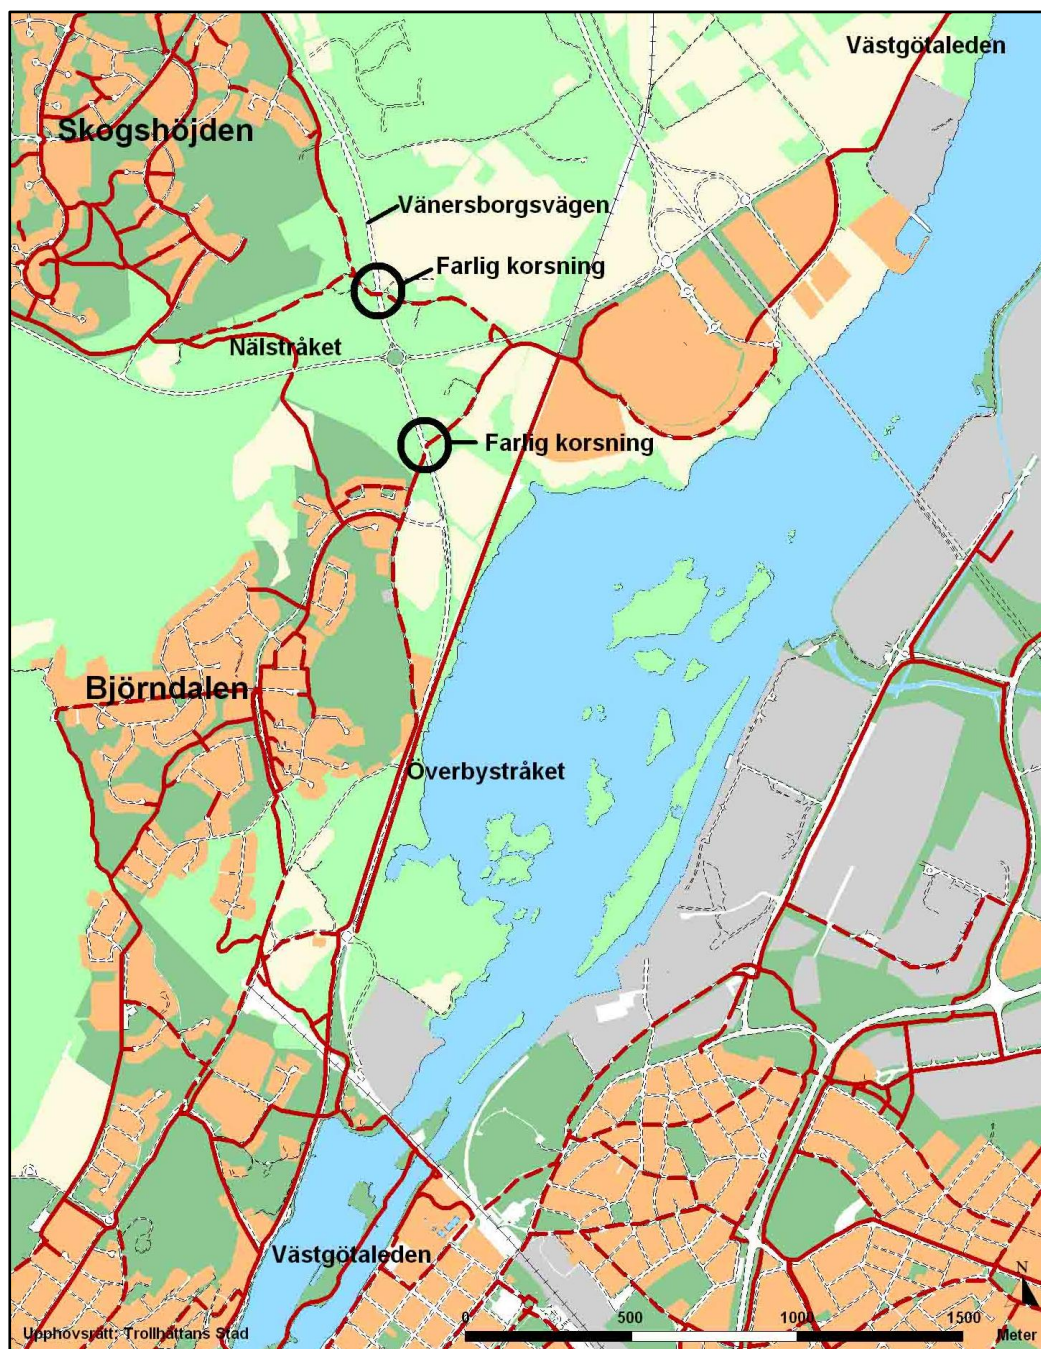 Västgötaleden
Skogshöjden
Vänersborgsvägen
Farlig korsning
Nälstråket
Farlig korsning
Björndalen
Överbystråket
Västgötaleden
N
0 500 1000 1500
Upphovsrätt: Trollhättans Stad
Meter